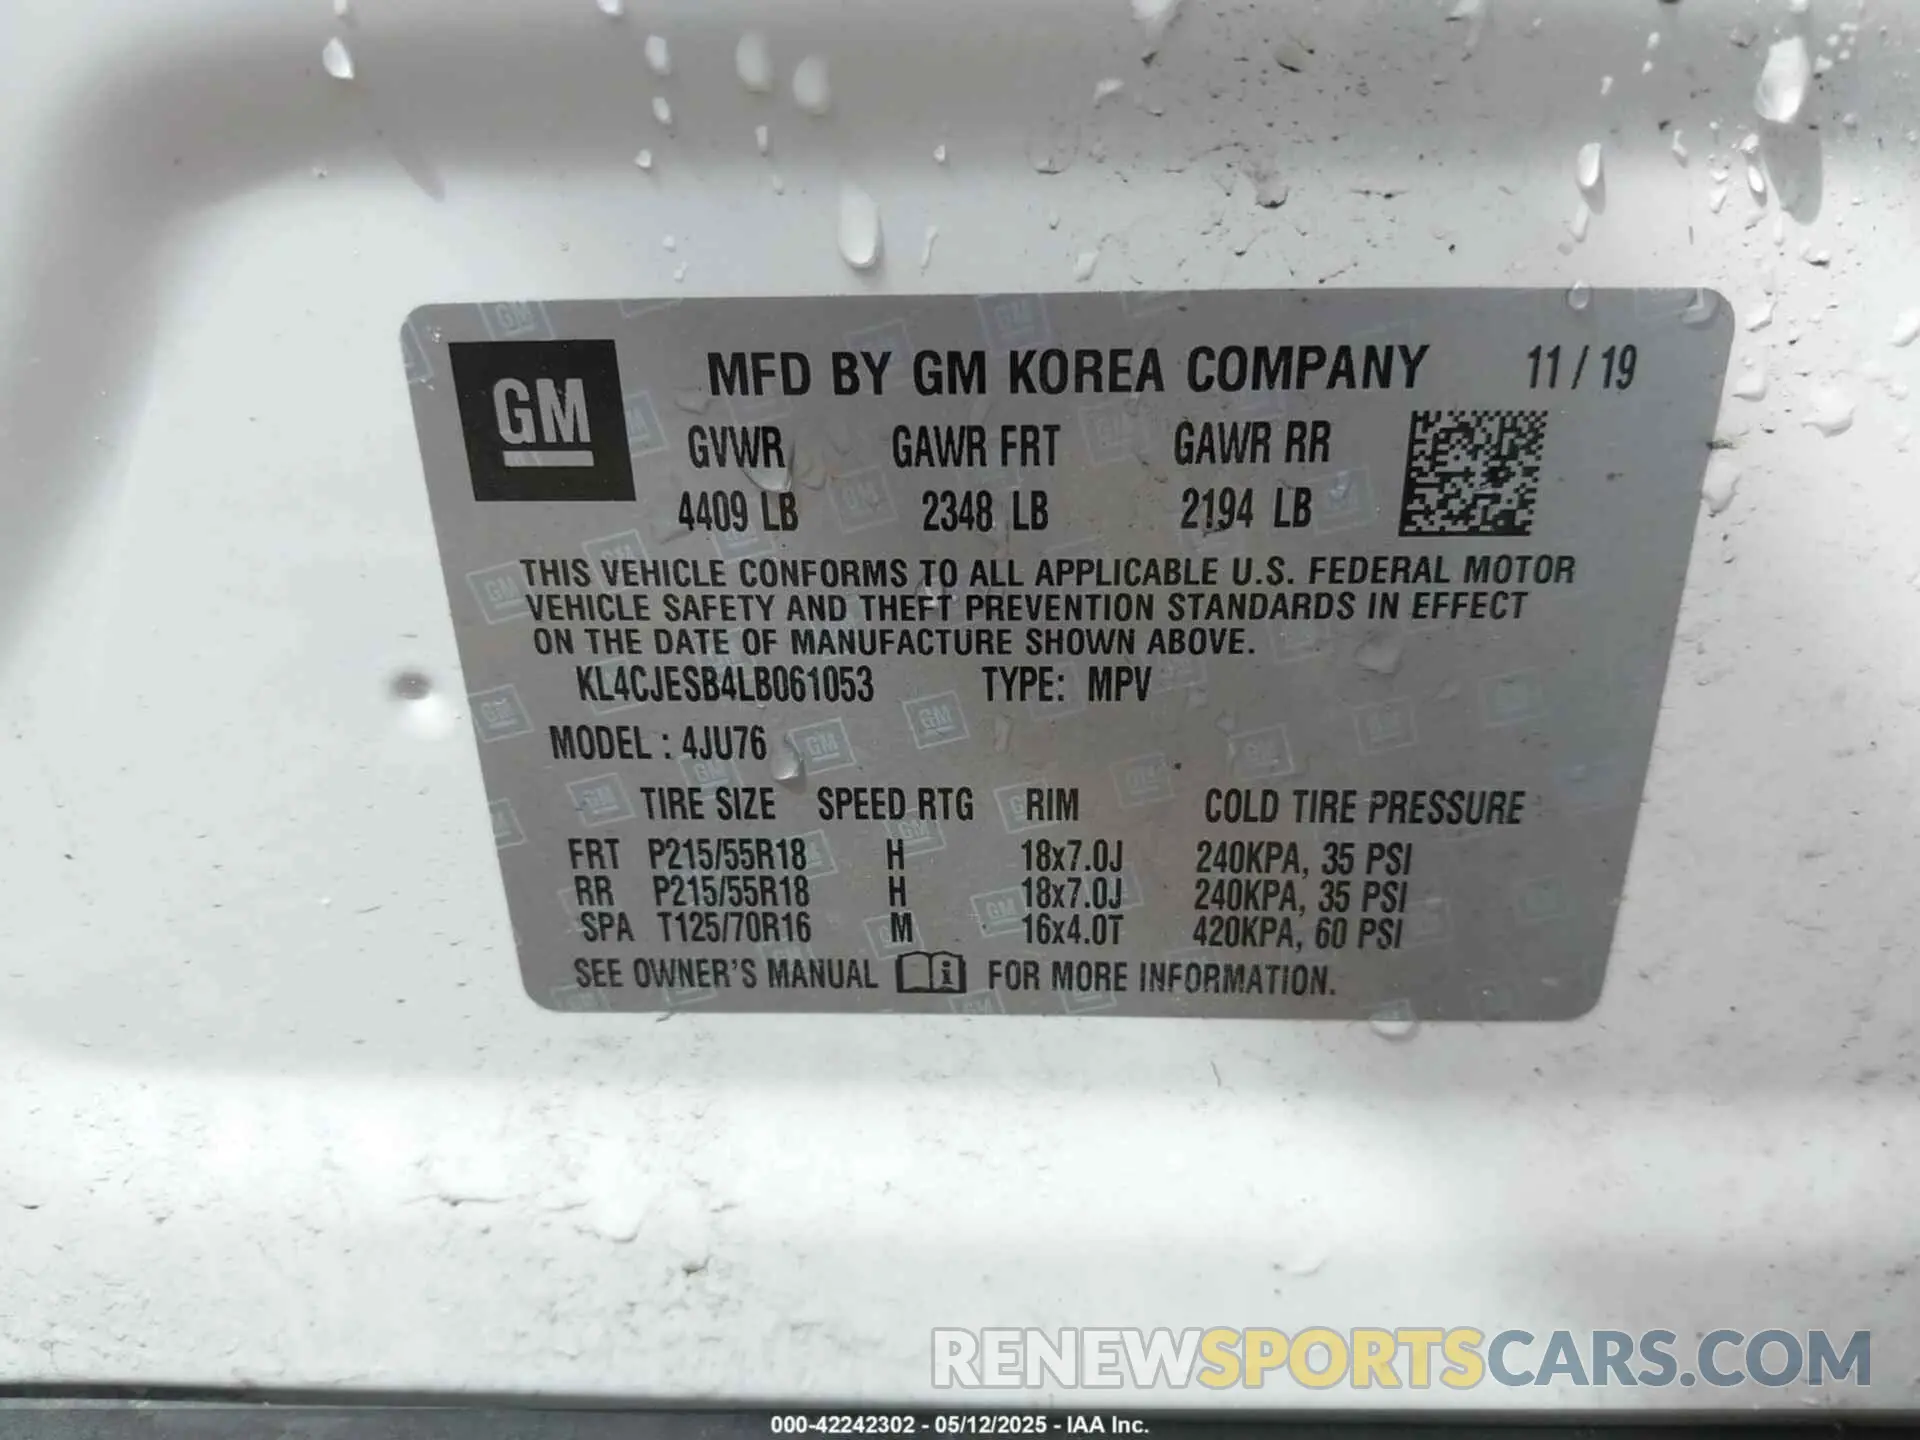 GM
MFD BY GM KOREA COMPANY 11 / 19
GVWR GAWR FRT GAWR RR
4409 LB 2348 LB 2194 LB
THIS VEHICLE CONFORMS TO ALL APPLICABLE U.S. FEDERAL MOTOR
VEHICLE SAFETY AND THEFT PREVENTION STANDARDS IN EFFECT
ON THE DATE OF MANUFACTURE SHOWN ABOVE.
KL4CJESB4LB061053 TYPE: MPV
MODEL : 4JU76
TIRE SIZE SPEED RTG RIM COLD TIRE PRESSURE
FRT P215/55R18 H 18x7.0J 240KPA, 35 PSI
RR P215/55R18 H 18x7.0J 240KPA, 35 PSI
SPA T125/70R16 M 16x4.0T 420KPA, 60 PSI
SEE OWNER'S MANUAL FOR MORE INFORMATION.
RENEWSPORTSCARS.COM
000-42242302 - 05/12/2025 - IAA Inc.